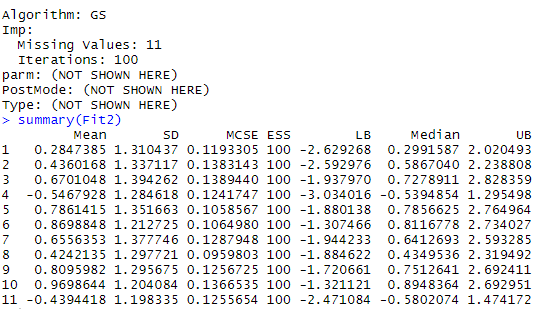 Algorithm: GS
Imp:
  Missing Values: 11
  Iterations: 100
parm: (NOT SHOWN HERE)
PostMode: (NOT SHOWN HERE)
Type: (NOT SHOWN HERE)
> summary(Fit2)
         Mean       SD      MCSE ESS        LB     Median       UB
1   0.2847385 1.310437 0.1193305 100 -2.629268  0.2991587 2.020493
2   0.4360168 1.337117 0.1383143 100 -2.592976  0.5867040 2.238808
3   0.6701048 1.394262 0.1389440 100 -1.937970  0.7278911 2.828359
4  -0.5467928 1.284618 0.1241747 100 -3.034016 -0.5394854 1.295498
5   0.7861415 1.351663 0.1058567 100 -1.880138  0.7856625 2.764964
6   0.8698848 1.212725 0.1064980 100 -1.307466  0.8116778 2.734027
7   0.6556353 1.377746 0.1287948 100 -1.944233  0.6412693 2.593285
8   0.4242135 1.297721 0.0959803 100 -1.884622  0.4349536 2.319492
9   0.8095982 1.295675 0.1256725 100 -1.720661  0.7512641 2.692411
10  0.9698644 1.204084 0.1366535 100 -1.321121  0.8948364 2.692951
11 -0.4394418 1.198335 0.1255654 100 -2.471084 -0.5802074 1.474172